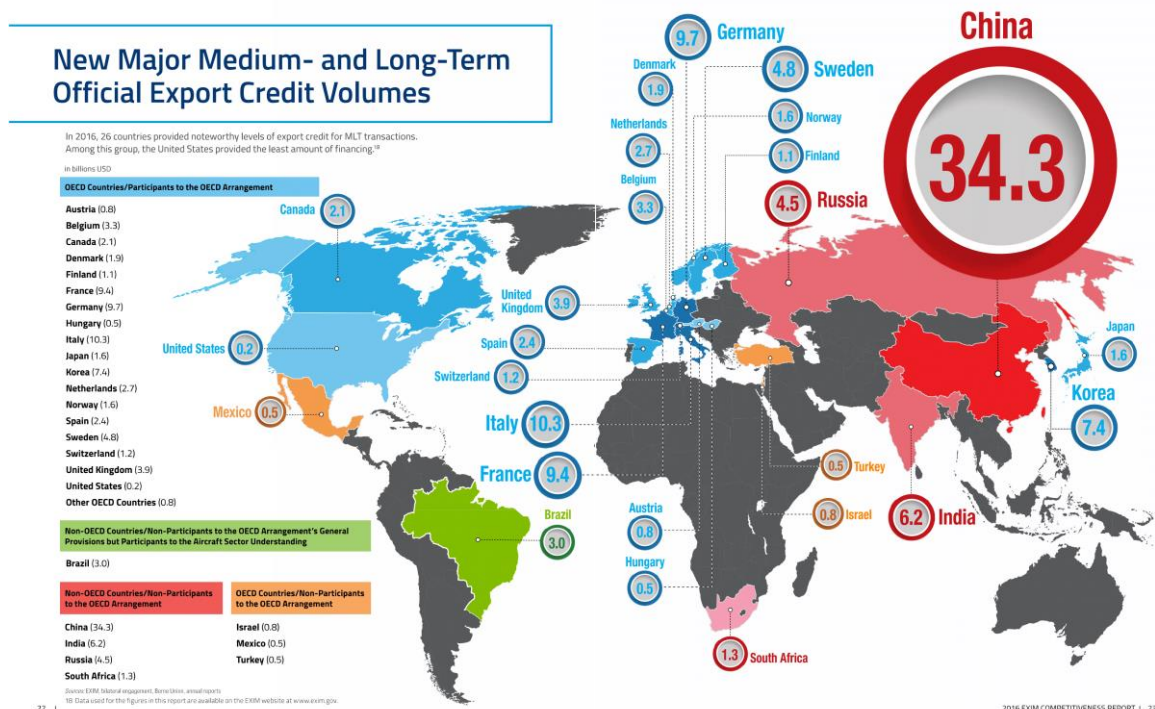 New Major Medium- and Long-Term
Official Export Credit Volumes
In 2016, 26 countries provided noteworthy levels of export credit for MLT transactions.
Among this group, the United States provided the least amount of financing.¹⁸
in billions USD
OECD Countries/Participants to the OECD Arrangement
Austria (0.8)
Belgium (3.3)
Canada (2.1)
Denmark (1.9)
Finland (1.1)
France (9.4)
Germany (9.7)
Hungary (0.5)
Italy (10.3)
Japan (1.6)
Korea (7.4)
Netherlands (2.7)
Norway (1.6)
Spain (2.4)
Sweden (4.8)
Switzerland (1.2)
United Kingdom (3.9)
United States (0.2)
Other OECD Countries (0.8)
Non-OECD Countries/Non-Participants to the OECD Arrangement's General
Provisions but Participants to the Aircraft Sector Understanding
Brazil (3.0)
Non-OECD Countries/Non-Participants
to the OECD Arrangement
China (34.3)
India (6.2)
Russia (4.5)
South Africa (1.3)
OECD Countries/Non-Participants
to the OECD Arrangement
Israel (0.8)
Mexico (0.5)
Turkey (0.5)
Sources: EXIM, bilateral engagement, Berne Union, annual reports
18 Data used for the figures in this report are available on the EXIM website at www.exim.gov.
Canada 2.1
United States 0.2
Mexico 0.5
Brazil
3.0
9.7 Germany
Denmark
1.9
4.8 Sweden
Netherlands
2.7
1.6 Norway
1.1 Finland
Belgium
3.3
4.5 Russia
China
34.3
United
Kingdom 3.9
Spain 2.4
Switzerland 1.2
Italy 10.3
France 9.4
Japan
1.6
Korea
7.4
0.5 Turkey
0.8 Israel
6.2 India
Austria
0.8
Hungary
0.5
1.3 South Africa
2016 EXIM COMPETITIVENESS REPORT |